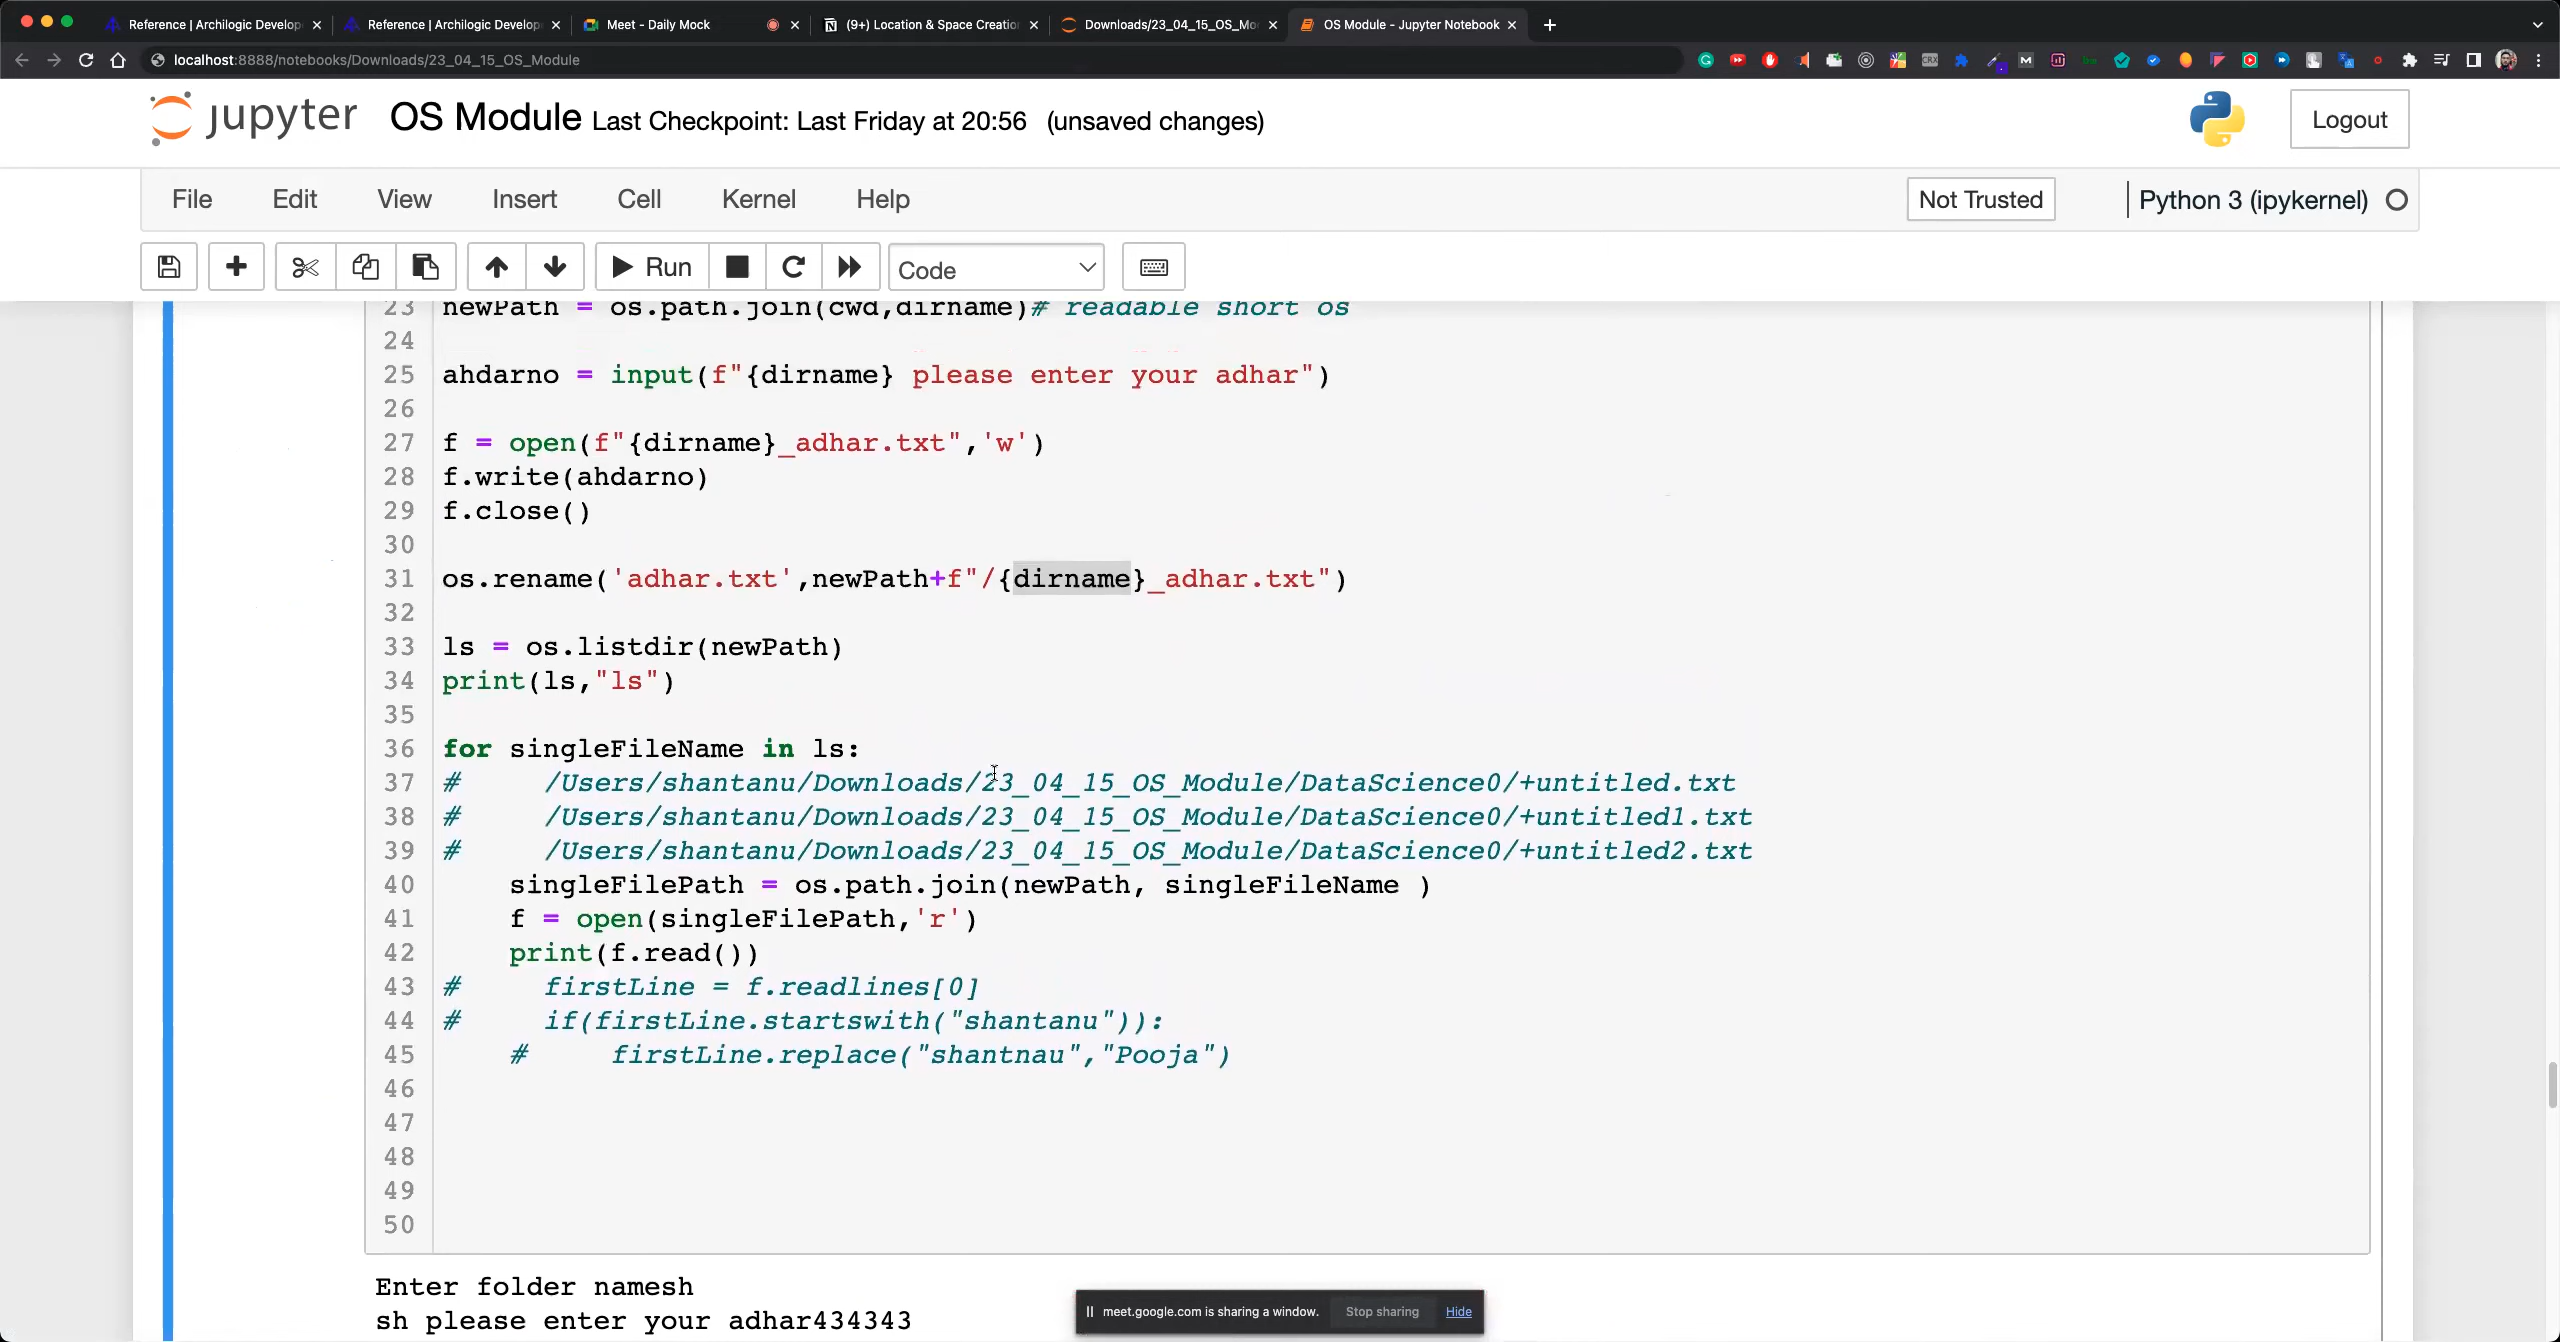 Reference | Archilogic Develop
Reference | Archilogic Develop
Meet - Daily Mock
(9+) Location & Space Creation
Downloads/23_04_15_OS_Mo
OS Module - Jupyter Notebook
localhost:8888/notebooks/Downloads/23_04_15_OS_Module
jupyter OS Module Last Checkpoint: Last Friday at 20:56 (unsaved changes)
Logout
File Edit View Insert Cell Kernel Help
Not Trusted
Python 3 (ipykernel)
Run
Code
23 newPath = os.path.join(cwd,dirname)# readable short os
24
25 ahdarno = input(f"{dirname} please enter your adhar")
26
27 f = open(f"{dirname}_adhar.txt",'w')
28 f.write(ahdarno)
29 f.close()
30
31 os.rename('adhar.txt',newPath+f"/{dirname}_adhar.txt")
32
33 ls = os.listdir(newPath)
34 print(ls,"ls")
35
36 for singleFileName in ls:
37 #     /Users/shantanu/Downloads/23_04_15_OS_Module/DataScience0/+untitled.txt
38 #     /Users/shantanu/Downloads/23_04_15_OS_Module/DataScience0/+untitled1.txt
39 #     /Users/shantanu/Downloads/23_04_15_OS_Module/DataScience0/+untitled2.txt
40     singleFilePath = os.path.join(newPath, singleFileName )
41     f = open(singleFilePath,'r')
42     print(f.read())
43 #     firstLine = f.readlines[0]
44 #     if(firstLine.startswith("shantanu")):
45     #     firstLine.replace("shantnau","Pooja")
46
47
48
49
50
Enter folder namesh
sh please enter your adhar434343
meet.google.com is sharing a window. Stop sharing Hide